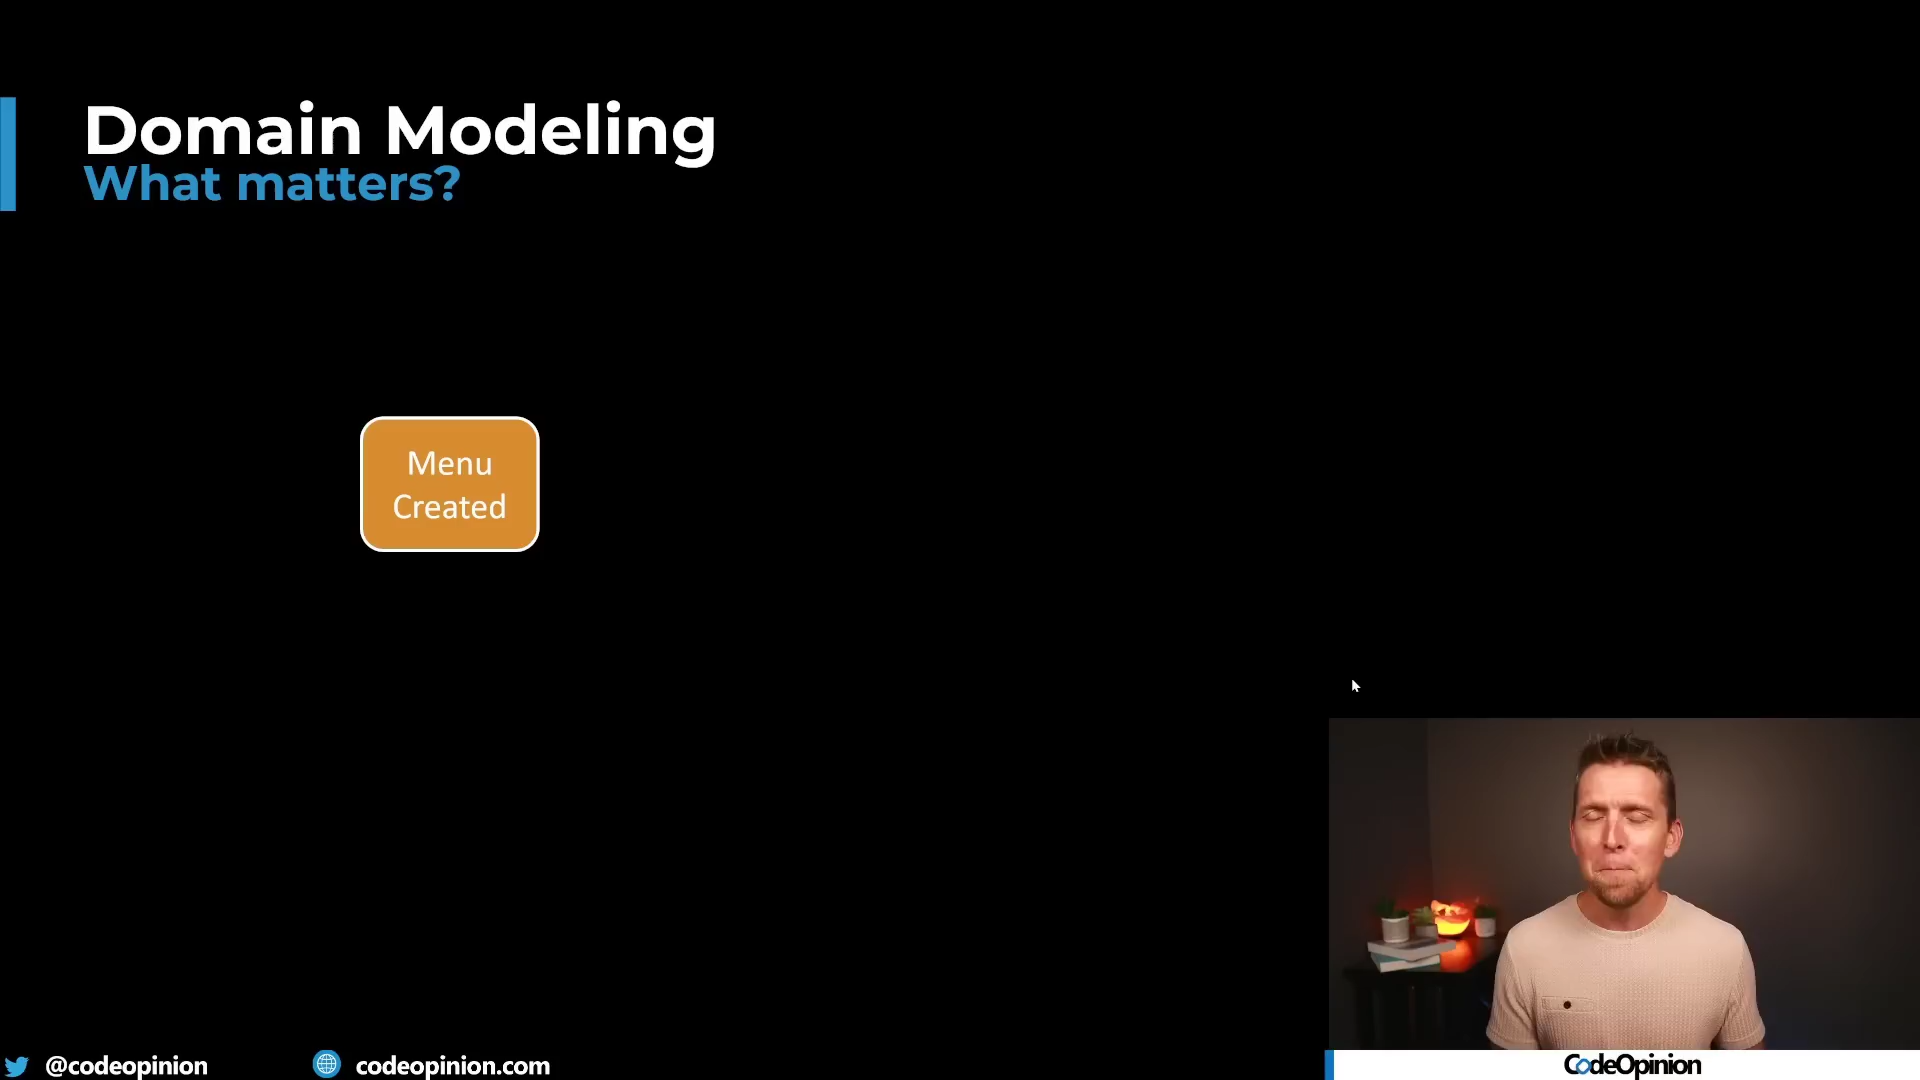 Domain Modeling
What matters?
Menu
Created
@codeopinion
codeopinion.com
CodeOpinion